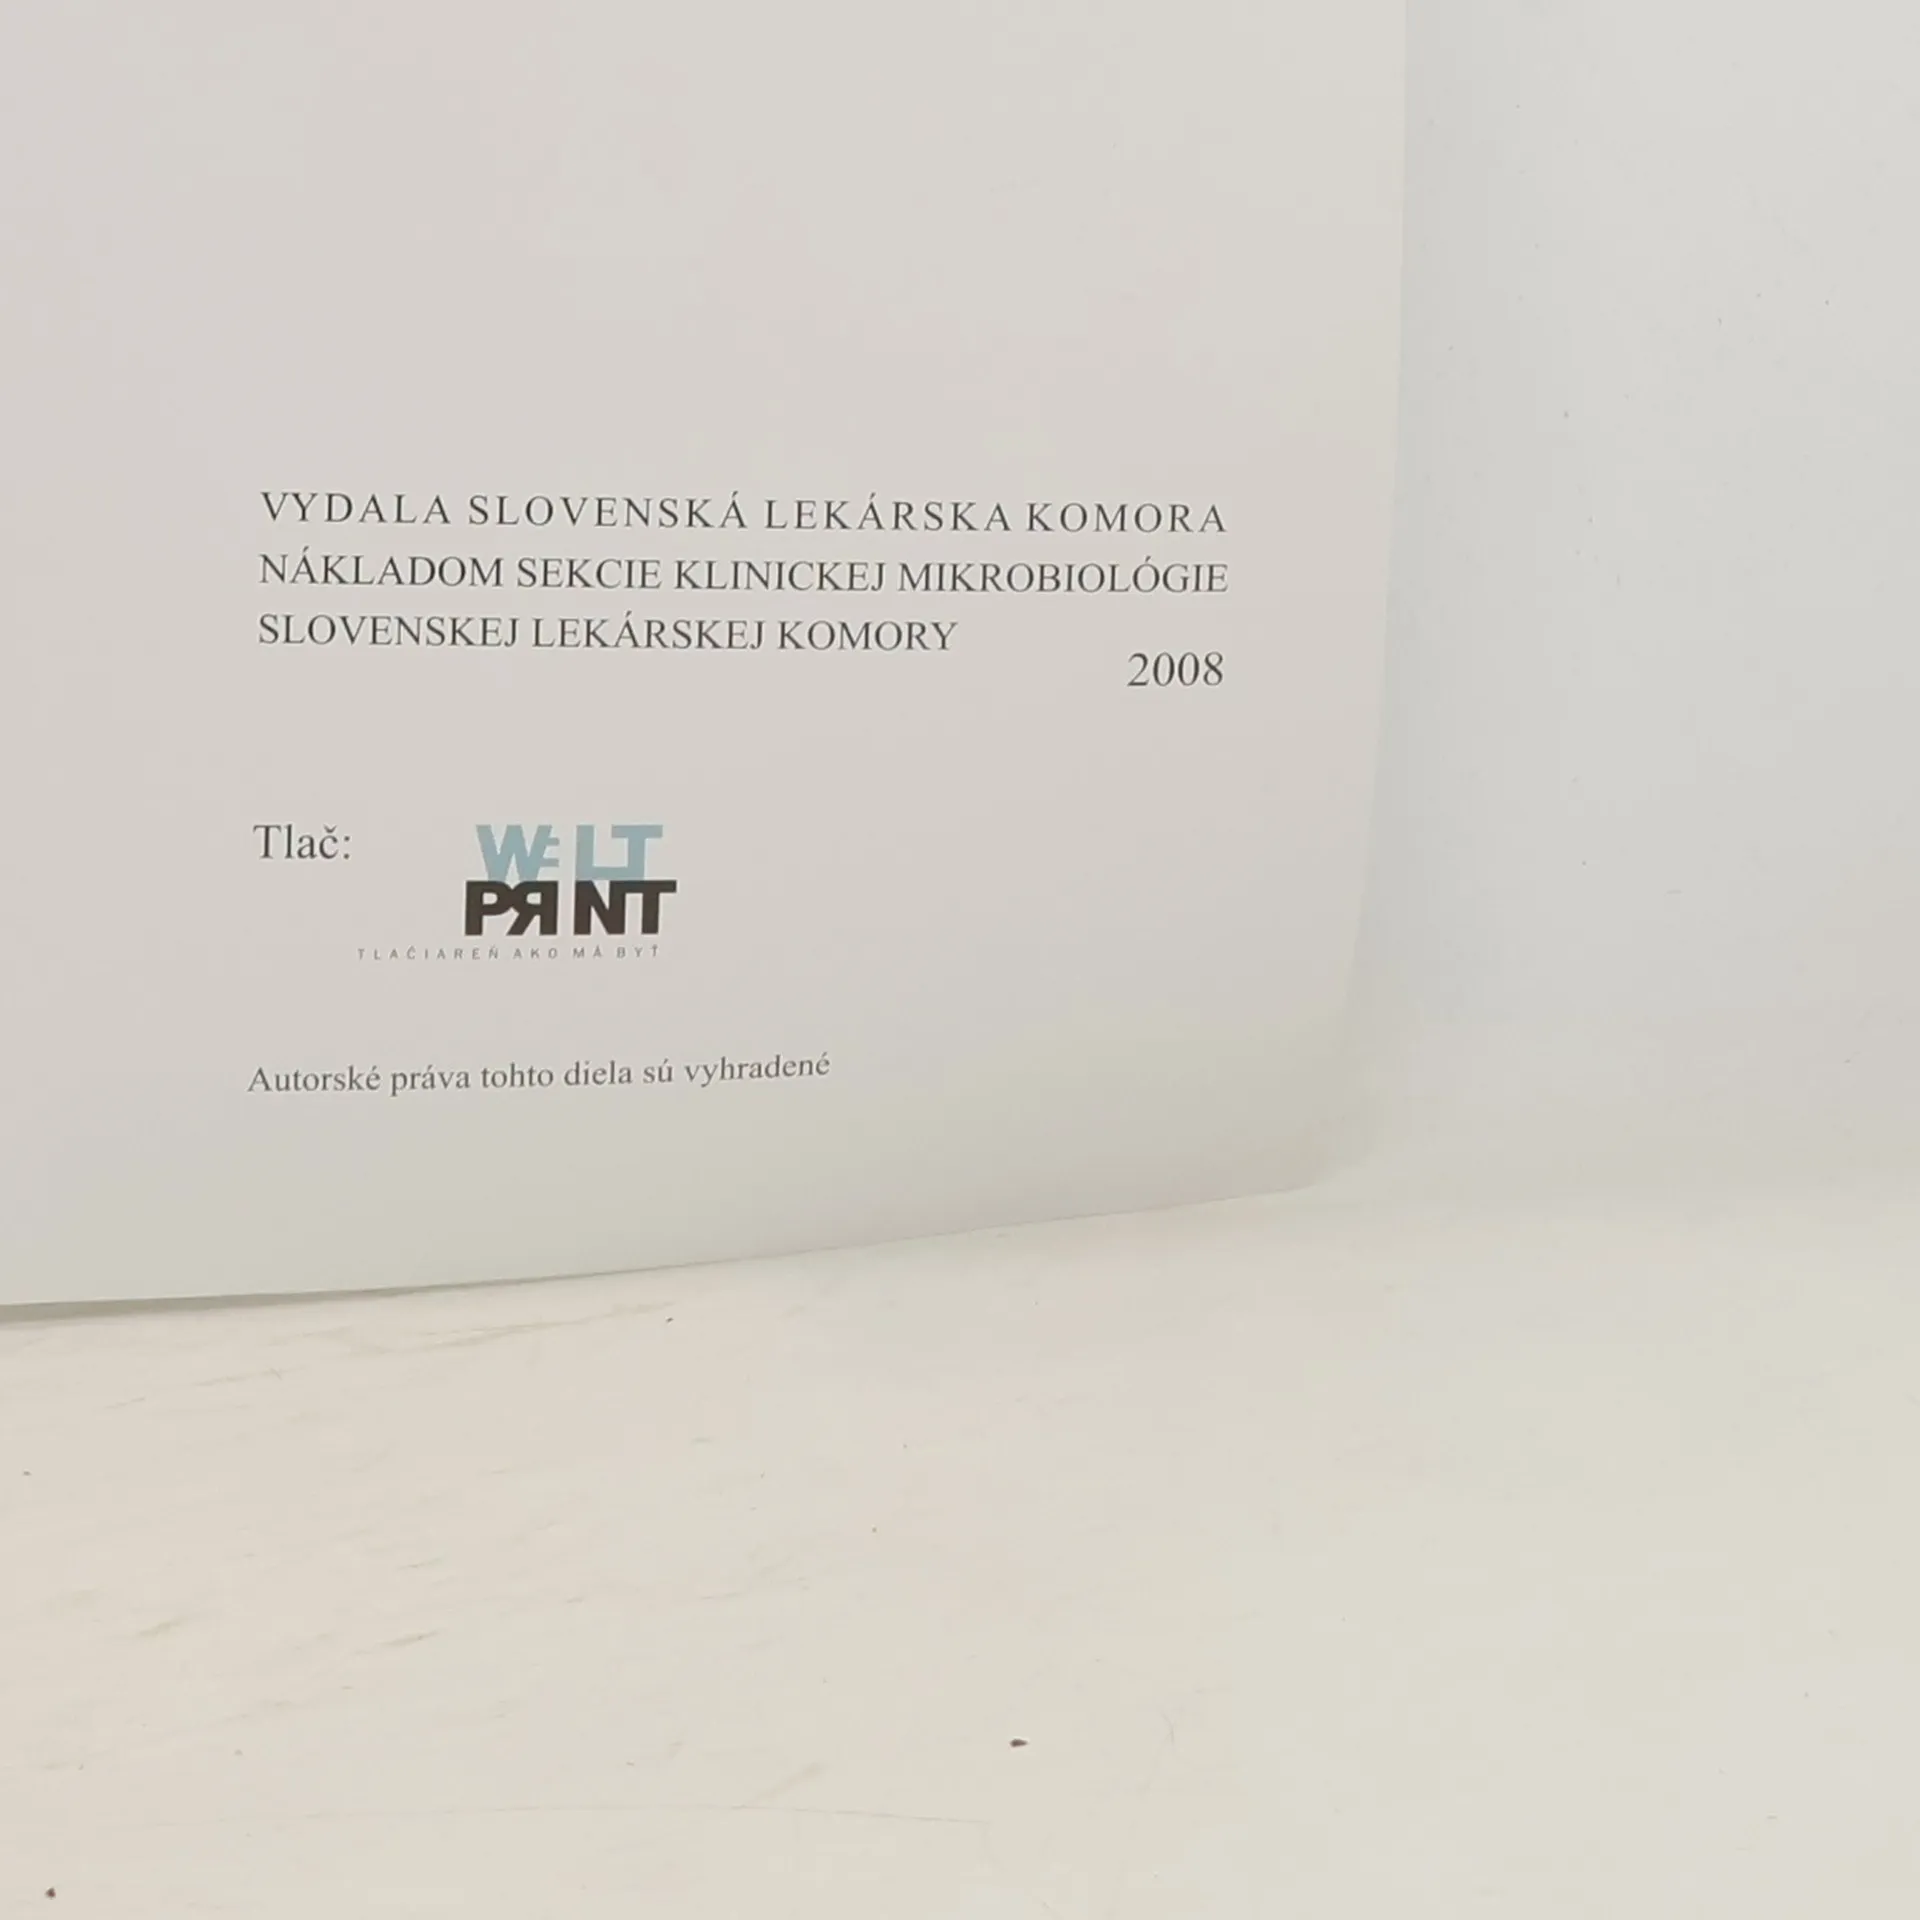 VYDALA SLOVENSKÁ LEKÁRSKA KOMORA
NÁKLADOM SEKCIE KLINICKEJ MIKROBIOLÓGIE
SLOVENSKEJ LEKÁRSKEJ KOMORY
2008
Tlač:
WELT
PRINT
TLAČIAREŇ AKO MÁ BYŤ
Autorské práva tohto diela sú vyhradené